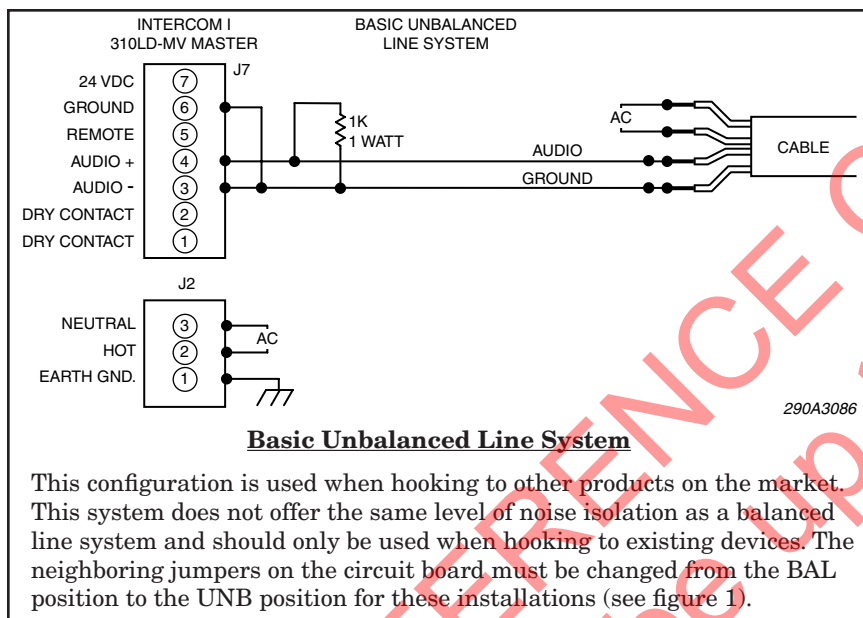 INTERCOM I
310LD-MV MASTER
BASIC UNBALANCED
LINE SYSTEM
J7
24 VDC 7
GROUND 6
REMOTE 5
AUDIO + 4
AUDIO - 3
DRY CONTACT 2
DRY CONTACT 1
1K
1 WATT
AUDIO
GROUND
AC
CABLE
J2
NEUTRAL 3
HOT 2
EARTH GND. 1
AC
290A3086
Basic Unbalanced Line System
This configuration is used when hooking to other products on the market.
This system does not offer the same level of noise isolation as a balanced
line system and should only be used when hooking to existing devices. The
neighboring jumpers on the circuit board must be changed from the BAL
position to the UNB position for these installations (see figure 1).
ERENCE
be up